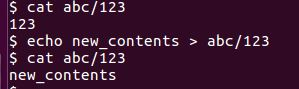 $ cat abc/123
123
$ echo new_contents > abc/123
$ cat abc/123
new_contents
$